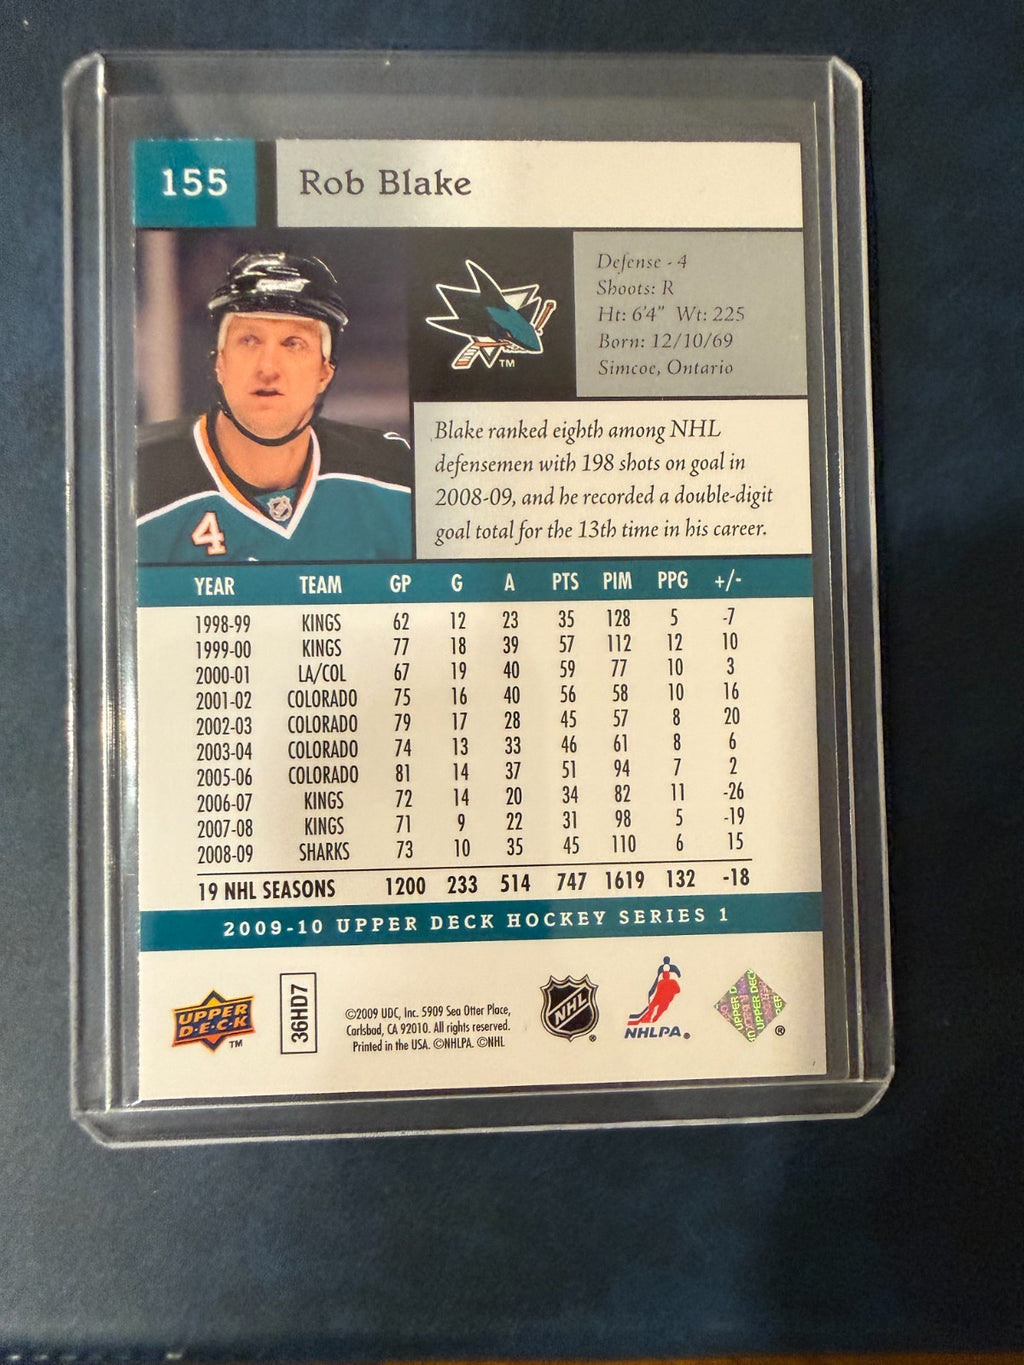 155
Rob Blake
Defense - 4
Shoots: R
Ht: 6'4" Wt: 225
Born: 12/10/69
Simcoe, Ontario
TM
4
Blake ranked eighth among NHL
defensemen with 198 shots on goal in
2008-09, and he recorded a double-digit
goal total for the 13th time in his career.
YEAR TEAM GP G A PTS PIM PPG +/-
1998-99 KINGS 62 12 23 35 128 5 -7
1999-00 KINGS 77 18 39 57 112 12 10
2000-01 LA/COL 67 19 40 59 77 10 3
2001-02 COLORADO 75 16 40 56 58 10 16
2002-03 COLORADO 79 17 28 45 57 8 20
2003-04 COLORADO 74 13 33 46 61 8 6
2005-06 COLORADO 81 14 37 51 94 7 2
2006-07 KINGS 72 14 20 34 82 11 -26
2007-08 KINGS 71 9 22 31 98 5 -19
2008-09 SHARKS 73 10 35 45 110 6 15
19 NHL SEASONS 1200 233 514 747 1619 132 -18
2009-10 UPPER DECK HOCKEY SERIES 1
UPPER
D·E·C·K
TM
36HD7
©2009 UDC, Inc. 5909 Sea Otter Place,
Carlsbad, CA 92010. All rights reserved.
Printed in the USA. ©NHLPA. ©NHL
NHL
®
NHLPA.®
UPPER DECK
®